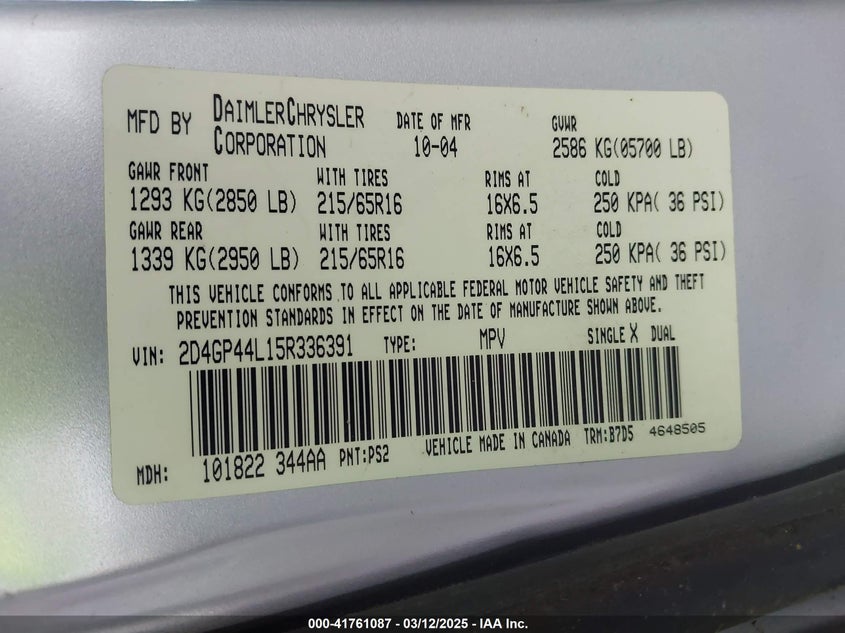 MFD BY DAIMLERCHRYSLER CORPORATION DATE OF MFR 10-04 GVWR 2586 KG(05700 LB)
GAWR FRONT WITH TIRES RIMS AT COLD
1293 KG(2850 LB) 215/65R16 16X6.5 250 KPA( 36 PSI)
GAWR REAR WITH TIRES RIMS AT COLD
1339 KG(2950 LB) 215/65R16 16X6.5 250 KPA( 36 PSI)
THIS VEHICLE CONFORMS TO ALL APPLICABLE FEDERAL MOTOR VEHICLE SAFETY AND THEFT
PREVENTION STANDARDS IN EFFECT ON THE DATE OF MANUFACTURE SHOWN ABOVE.
VIN: 2D4GP44L15R336391 TYPE: MPV SINGLE X DUAL
MDH: 101822 344AA PNT:PS2 VEHICLE MADE IN CANADA TRM:B7D5 4648505
000-41761087 - 03/12/2025 - IAA Inc.